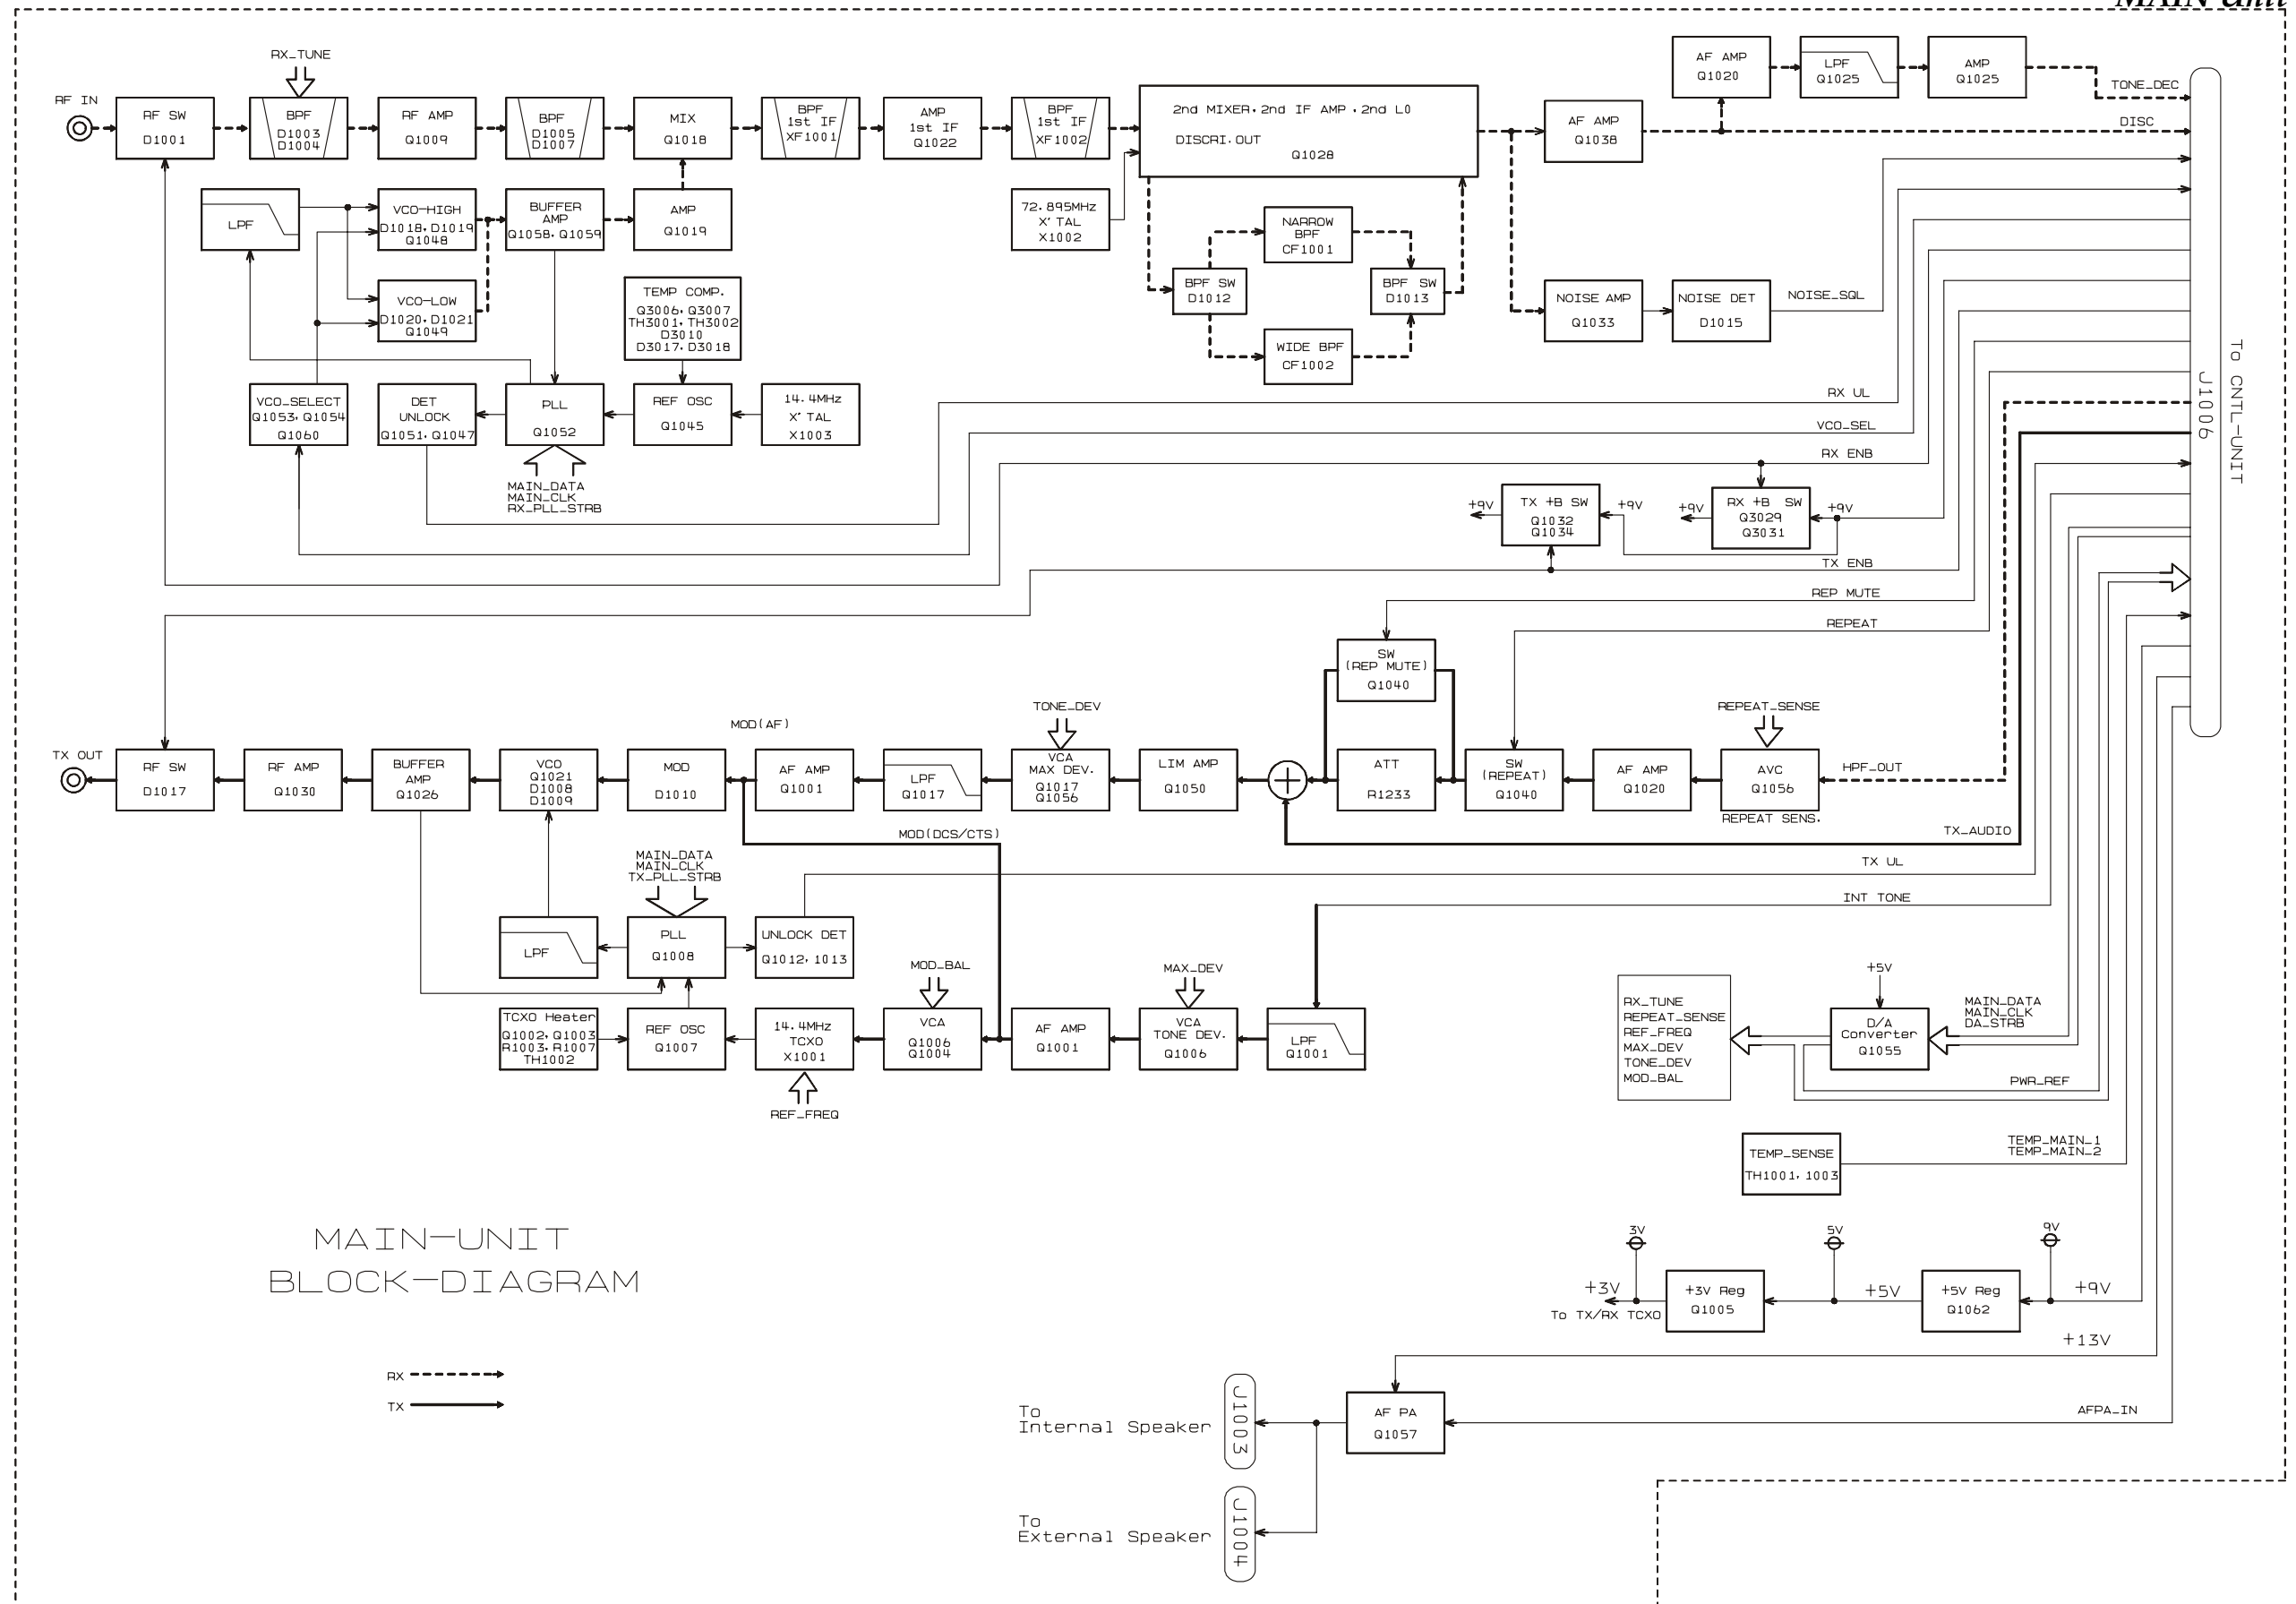 MAIN Unit
RX_TUNE
RF IN
RF SW
D1001
BPF
D1003
D1004
RF AMP
Q1009
BPF
D1005
D1007
MIX
Q1018
BPF
1st IF
XF1001
AMP
1st IF
Q1022
BPF
1st IF
XF1002
2nd MIXER, 2nd IF AMP, 2nd LO
DISCRI.OUT
Q1028
AF AMP
Q1038
AF AMP
Q1020
LPF
Q1025
AMP
Q1025
TONE_DEC
DISC
LPF
VCO-HIGH
D1018, D1019
Q1048
BUFFER
AMP
Q1058, Q1059
AMP
Q1019
72.895MHz
X'TAL
X1002
NARROW
BPF
CF1001
BPF SW
D1012
BPF SW
D1013
WIDE BPF
CF1002
VCO-LOW
D1020, D1021
Q1049
TEMP COMP.
Q3006, Q3007
TH3001, TH3002
D3010
D3017, D3018
NOISE AMP
Q1033
NOISE DET
D1015
NOISE_SQL
VCO_SELECT
Q1053, Q1054
Q1060
DET
UNLOCK
Q1051, Q1047
PLL
Q1052
REF OSC
Q1045
14.4MHz
X'TAL
X1003
MAIN_DATA
MAIN_CLK
RX_PLL_STRB
RX UL
VCO_SEL
RX ENB
J1006
To CNTL-UNIT
+9V
TX +B SW
Q1032
Q1034
+9V
+9V
RX +B SW
Q3029
Q3031
+9V
TX ENB
REP MUTE
REPEAT
SW
(REP MUTE)
Q1040
TONE_DEV
REPEAT_SENSE
MOD(AF)
TX OUT
RF SW
D1017
RF AMP
Q1030
BUFFER
AMP
Q1026
VCO
Q1021
D1008
D1009
MOD
D1010
AF AMP
Q1001
LPF
Q1017
VCA
MAX DEV.
Q1017
Q1056
LIM AMP
Q1050
ATT
R1233
SW
(REPEAT)
Q1040
AF AMP
Q1020
AVC
Q1056
REPEAT SENS.
HPF_OUT
TX_AUDIO
MOD(DCS/CTS)
MAIN_DATA
MAIN_CLK
TX_PLL_STRB
TX UL
INT TONE
LPF
PLL
Q1008
UNLOCK DET
Q1012, 1013
MOD_BAL
MAX_DEV
TCXO Heater
Q1002, Q1003
R1003, R1007
TH1002
REF OSC
Q1007
14.4MHz
TCXO
X1001
VCA
Q1006
Q1004
AF AMP
Q1001
VCA
TONE DEV.
Q1006
LPF
Q1001
REF_FREQ
RX_TUNE
REPEAT_SENSE
REF_FREQ
MAX_DEV
TONE_DEV
MOD_BAL
+5V
D/A
Converter
Q1055
MAIN_DATA
MAIN_CLK
DA_STRB
PWR_REF
TEMP_SENSE
TH1001, 1003
TEMP_MAIN_1
TEMP_MAIN_2
MAIN-UNIT
BLOCK-DIAGRAM
3V
5V
9V
+3V
To TX/RX TCXO
+3V Reg
Q1005
+5V
+5V Reg
Q1062
+9V
+13V
RX
TX
To
Internal Speaker
J1003
AF PA
Q1057
AFPA_IN
To
External Speaker
J1004